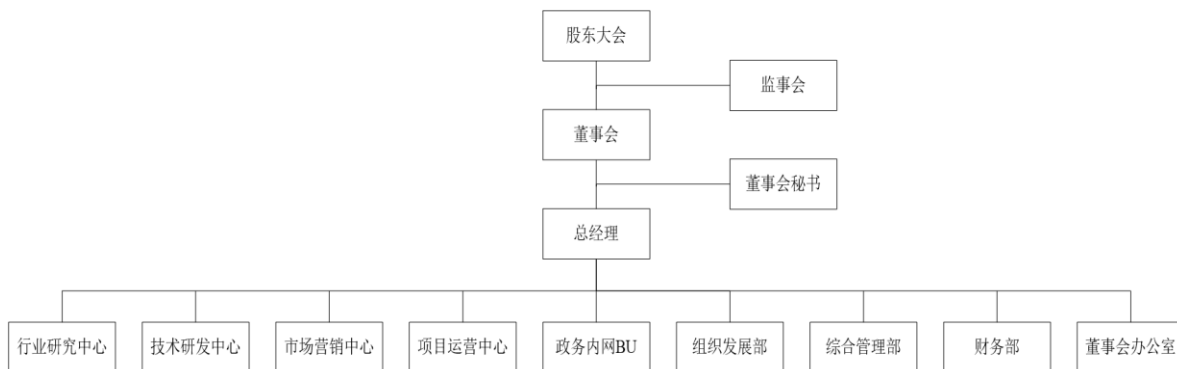 股东大会
监事会
董事会
董事会秘书
总经理
行业研究中心
技术研发中心
市场营销中心
项目运营中心
政务内网BU
组织发展部
综合管理部
财务部
董事会办公室